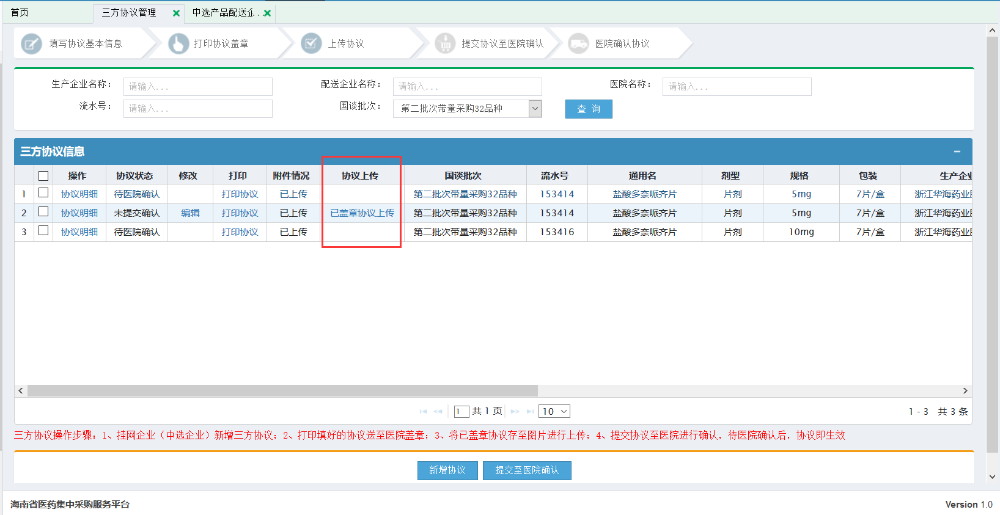 首页 三方协议管理 中选产品配送企...
填写协议基本信息 打印协议盖章 上传协议 提交协议至医院确认 医院确认协议
生产企业名称： 请输入... 配送企业名称： 请输入... 医院名称： 请输入...
流水号： 请输入... 国谈批次： 第二批次带量采购32品种 查 询
三方协议信息
操作 协议状态 修改 打印 附件情况 协议上传 国谈批次 流水号 通用名 剂型 规格 包装 生产企业
1 协议明细 待医院确认 打印协议 已上传 第二批次带量采购32品种 153414 盐酸多奈哌齐片 片剂 5mg 7片/盒 浙江华海药业
2 协议明细 未提交确认 编辑 打印协议 已上传 已盖章协议上传 第二批次带量采购32品种 153414 盐酸多奈哌齐片 片剂 5mg 7片/盒 浙江华海药业
3 协议明细 待医院确认 打印协议 已上传 第二批次带量采购32品种 153416 盐酸多奈哌齐片 片剂 10mg 7片/盒 浙江华海药业
1 共 1 页 10 1 - 3 共 3 条
三方协议操作步骤：1、挂网企业（中选企业）新增三方协议；2、打印填好的协议送至医院盖章；3、将已盖章协议存至图片进行上传；4、提交协议至医院进行确认，待医院确认后，协议即生效
新增协议 提交至医院确认
海南省医药集中采购服务平台 Version 1.0